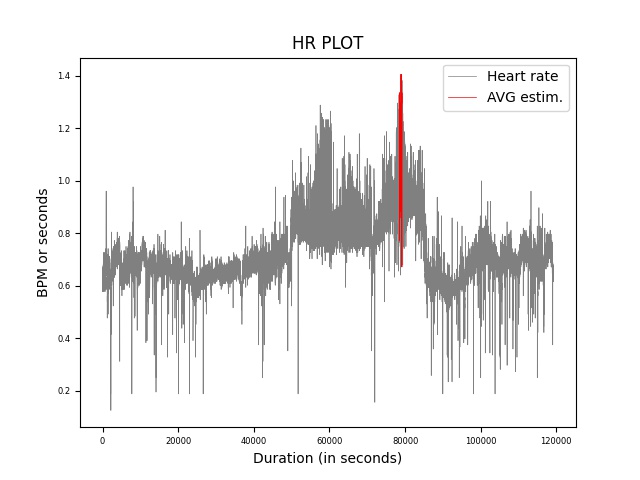 HR PLOT
Heart rate
AVG estim.
1.4
1.2
1.0
0.8
0.6
0.4
0.2
BPM or seconds
0 20000 40000 60000 80000 100000 120000
Duration (in seconds)